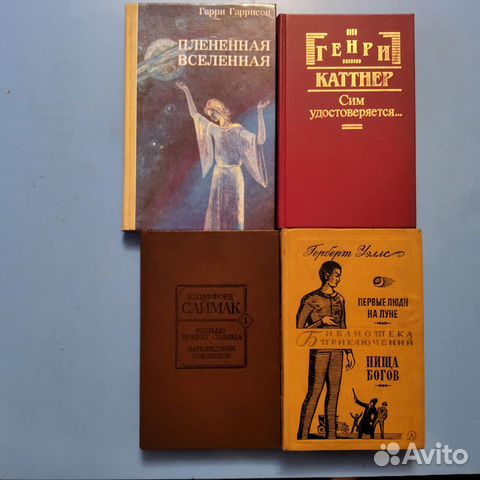 Гарри Гаррисон
ПЛЕНЕННАЯ
ВСЕЛЕННАЯ
ГЕНРИ
КАТТНЕР
Сим
удостоверяется...
КЛИФФОРД
САЙМАК
КОЛЬЦО
ВОКРУГ СОЛНЦА
ЗАПОВЕДНИК
ГОБЛИНОВ
Герберт Уэллс
ПЕРВЫЕ ЛЮДИ
НА ЛУНЕ
БИБЛИОТЕКА
ПРИКЛЮЧЕНИЙ
ПИЩА
БОГОВ
Avito